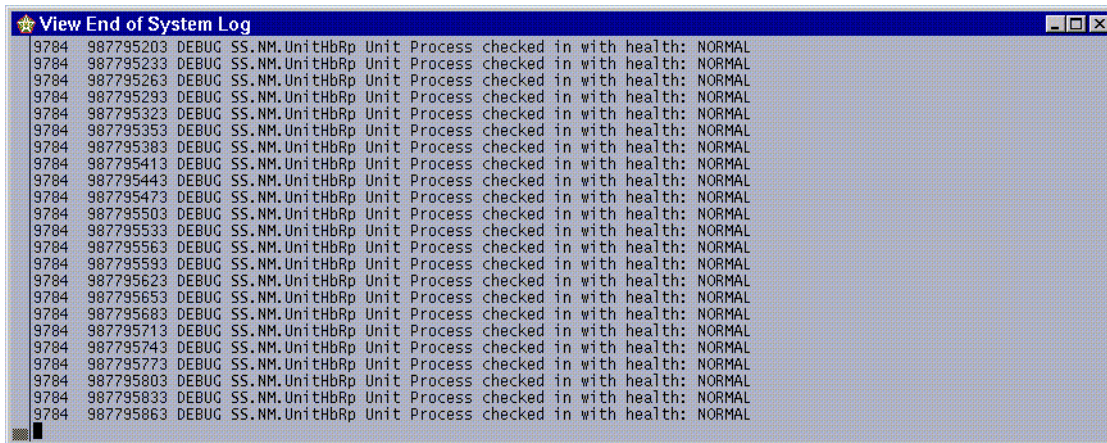 View End of System Log
9784  987795203 DEBUG SS.NM.UnitHbRp Unit Process checked in with health: NORMAL
9784  987795233 DEBUG SS.NM.UnitHbRp Unit Process checked in with health: NORMAL
9784  987795263 DEBUG SS.NM.UnitHbRp Unit Process checked in with health: NORMAL
9784  987795293 DEBUG SS.NM.UnitHbRp Unit Process checked in with health: NORMAL
9784  987795323 DEBUG SS.NM.UnitHbRp Unit Process checked in with health: NORMAL
9784  987795353 DEBUG SS.NM.UnitHbRp Unit Process checked in with health: NORMAL
9784  987795383 DEBUG SS.NM.UnitHbRp Unit Process checked in with health: NORMAL
9784  987795413 DEBUG SS.NM.UnitHbRp Unit Process checked in with health: NORMAL
9784  987795443 DEBUG SS.NM.UnitHbRp Unit Process checked in with health: NORMAL
9784  987795473 DEBUG SS.NM.UnitHbRp Unit Process checked in with health: NORMAL
9784  987795503 DEBUG SS.NM.UnitHbRp Unit Process checked in with health: NORMAL
9784  987795533 DEBUG SS.NM.UnitHbRp Unit Process checked in with health: NORMAL
9784  987795563 DEBUG SS.NM.UnitHbRp Unit Process checked in with health: NORMAL
9784  987795593 DEBUG SS.NM.UnitHbRp Unit Process checked in with health: NORMAL
9784  987795623 DEBUG SS.NM.UnitHbRp Unit Process checked in with health: NORMAL
9784  987795653 DEBUG SS.NM.UnitHbRp Unit Process checked in with health: NORMAL
9784  987795683 DEBUG SS.NM.UnitHbRp Unit Process checked in with health: NORMAL
9784  987795713 DEBUG SS.NM.UnitHbRp Unit Process checked in with health: NORMAL
9784  987795743 DEBUG SS.NM.UnitHbRp Unit Process checked in with health: NORMAL
9784  987795773 DEBUG SS.NM.UnitHbRp Unit Process checked in with health: NORMAL
9784  987795803 DEBUG SS.NM.UnitHbRp Unit Process checked in with health: NORMAL
9784  987795833 DEBUG SS.NM.UnitHbRp Unit Process checked in with health: NORMAL
9784  987795863 DEBUG SS.NM.UnitHbRp Unit Process checked in with health: NORMAL